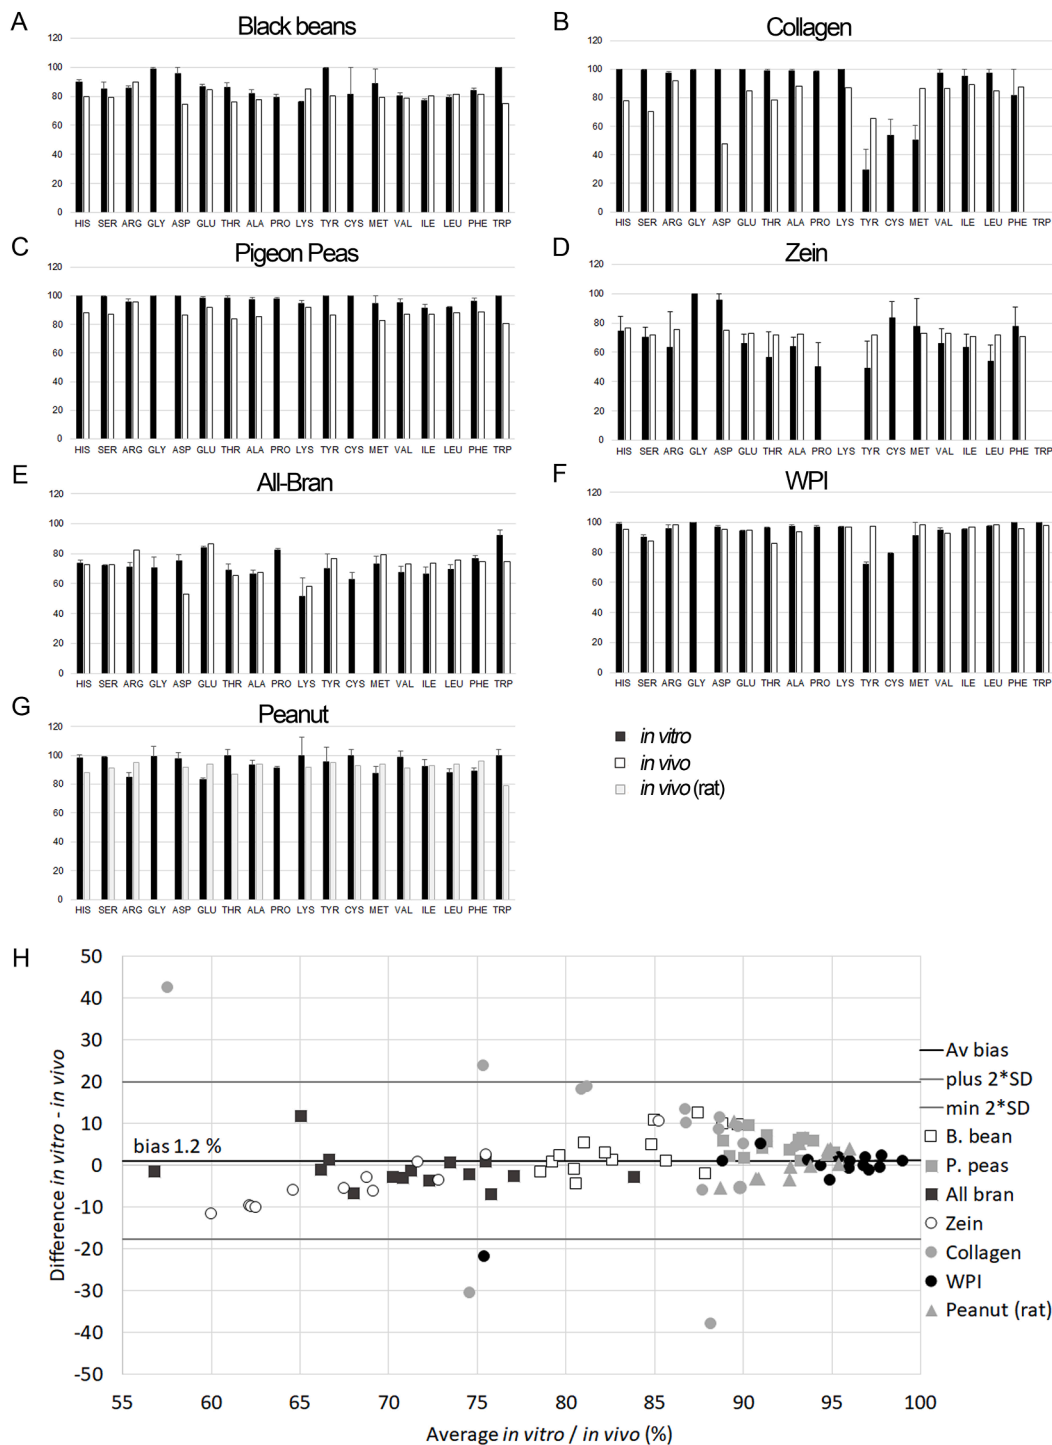 A
Black beans
120
100
80
60
40
20
0
HIS SER ARG GLY ASP GLU THR ALA PRO LYS TYR CYS MET VAL ILE LEU PHE TRP
B
Collagen
120
100
80
60
40
20
0
HIS SER ARG GLY ASP GLU THR ALA PRO LYS TYR CYS MET VAL ILE LEU PHE TRP
C
Pigeon Peas
120
100
80
60
40
20
0
HIS SER ARG GLY ASP GLU THR ALA PRO LYS TYR CYS MET VAL ILE LEU PHE TRP
D
Zein
120
100
80
60
40
20
0
HIS SER ARG GLY ASP GLU THR ALA PRO LYS TYR CYS MET VAL ILE LEU PHE TRP
E
All-Bran
120
100
80
60
40
20
0
HIS SER ARG GLY ASP GLU THR ALA PRO LYS TYR CYS MET VAL ILE LEU PHE TRP
F
WPI
120
100
80
60
40
20
0
HIS SER ARG GLY ASP GLU THR ALA PRO LYS TYR CYS MET VAL ILE LEU PHE TRP
G
Peanut
120
100
80
60
40
20
0
HIS SER ARG GLY ASP GLU THR ALA PRO LYS TYR CYS MET VAL ILE LEU PHE TRP
in vitro
in vivo
in vivo (rat)
H
50
40
30
20
10
0
-10
-20
-30
-40
-50
Difference in vitro - in vivo
bias 1.2 %
55 60 65 70 75 80 85 90 95 100
Average in vitro / in vivo (%)
Av bias
plus 2*SD
min 2*SD
B. bean
P. peas
All bran
Zein
Collagen
WPI
Peanut (rat)